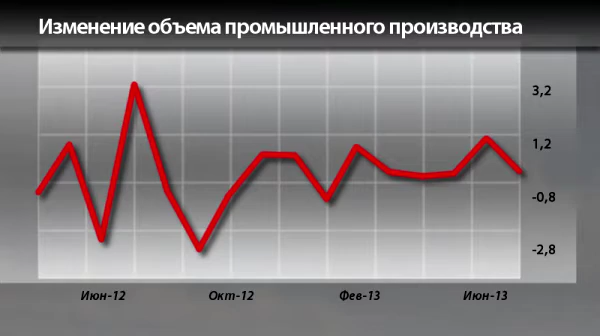 Изменение объема промышленного производства
3,2
1,2
-0,8
-2,8
Июн-12 Окт-12 Фев-13 Июн-13